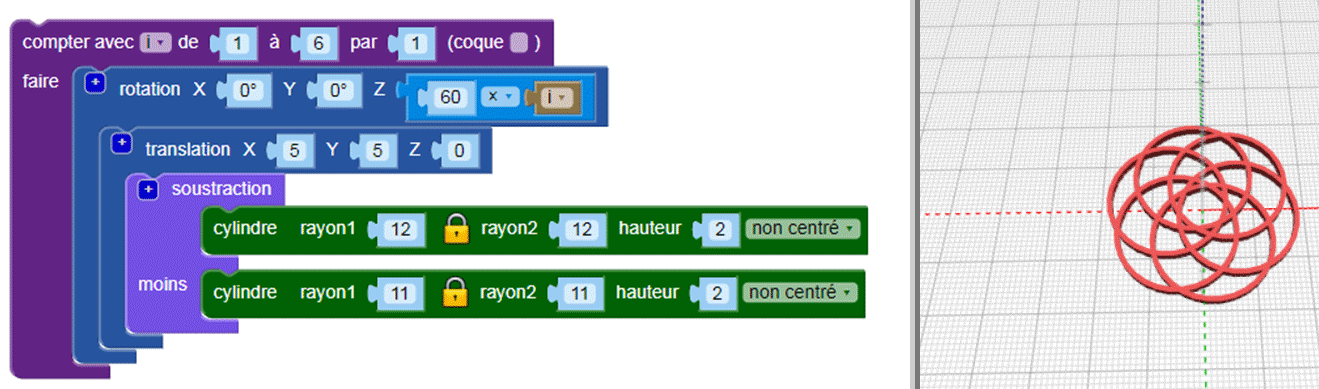 compter avec i de 1 à 6 par 1 (coque )
faire + rotation X 0° Y 0° Z 60 x i
+ translation X 5 Y 5 Z 0
+ soustraction
cylindre rayon1 12 rayon2 12 hauteur 2 non centré
moins cylindre rayon1 11 rayon2 11 hauteur 2 non centré